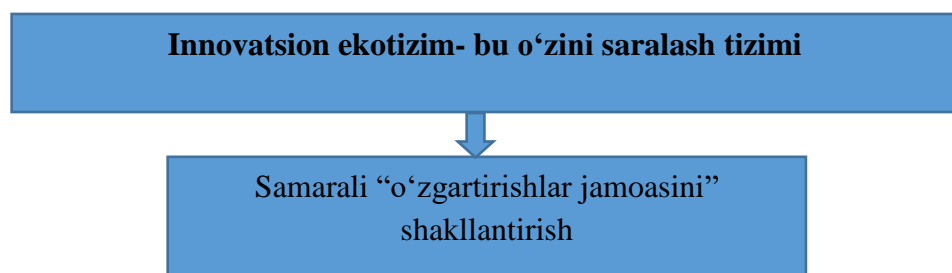 Innovatsion ekotizim- bu o‘zini saralash tizimi
Samarali “o‘zgartirishlar jamoasini”
shakllantirish